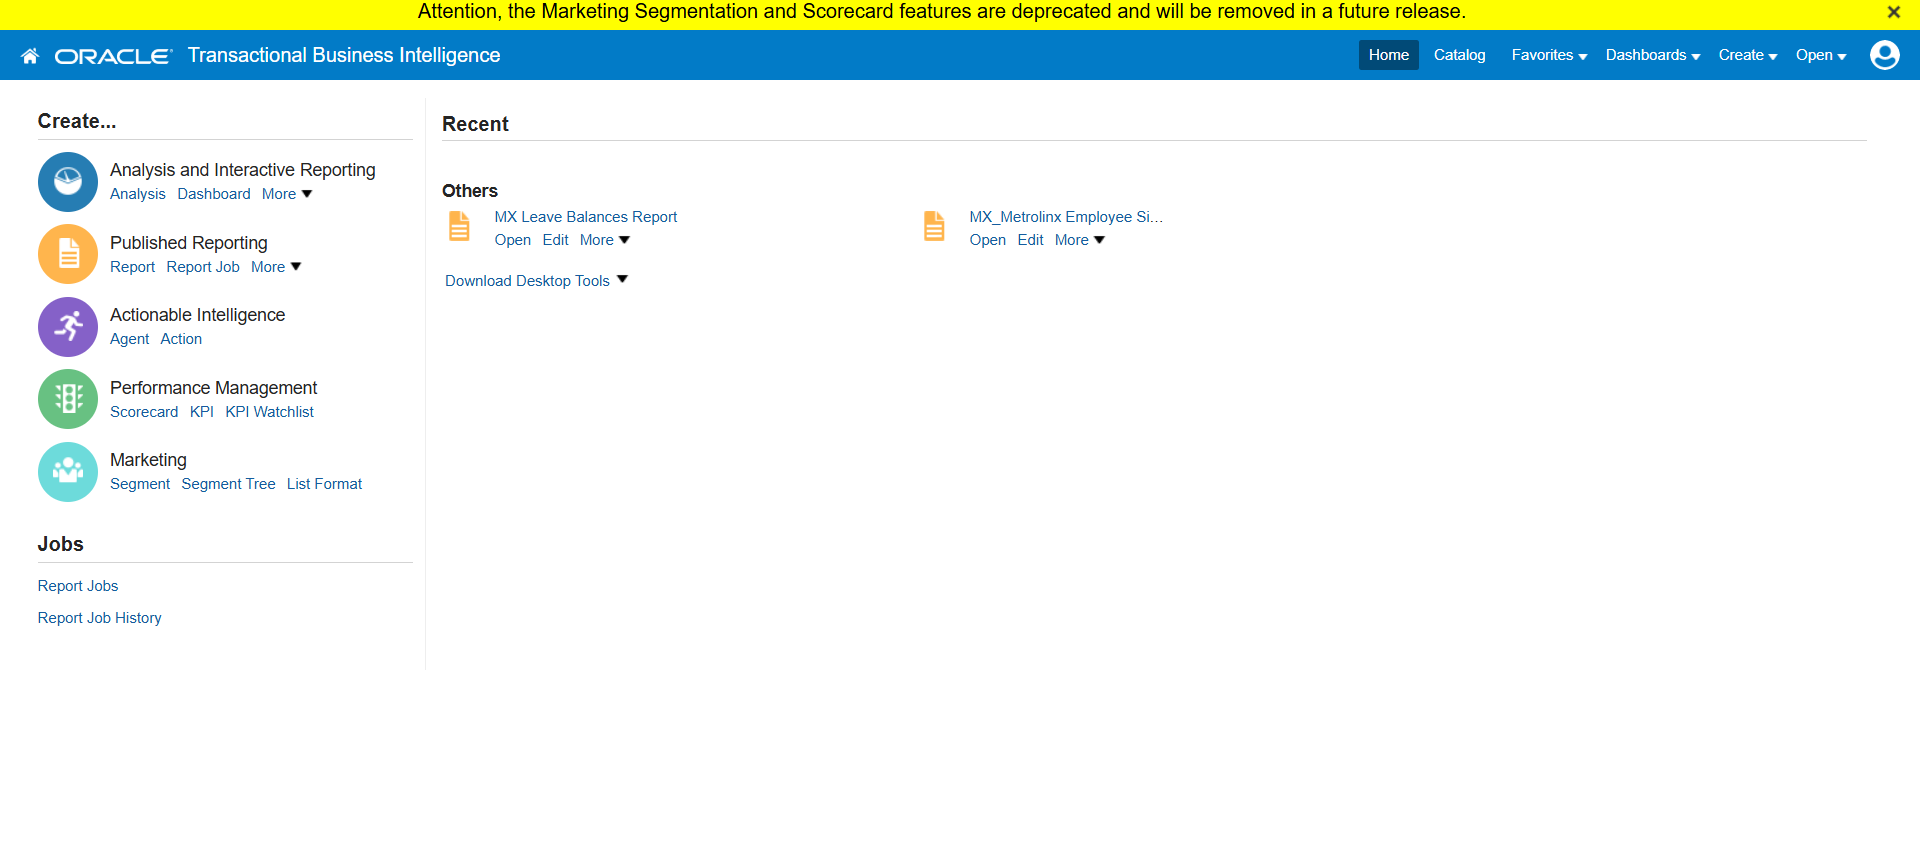 Attention, the Marketing Segmentation and Scorecard features are deprecated and will be removed in a future release.
ORACLE Transactional Business Intelligence
Home Catalog Favorites Dashboards Create Open
Create...
Analysis and Interactive Reporting
Analysis Dashboard More
Published Reporting
Report Report Job More
Actionable Intelligence
Agent Action
Performance Management
Scorecard KPI KPI Watchlist
Marketing
Segment Segment Tree List Format
Jobs
Report Jobs
Report Job History
Recent
Others
MX Leave Balances Report
Open Edit More
MX_Metrolinx Employee Si...
Open Edit More
Download Desktop Tools